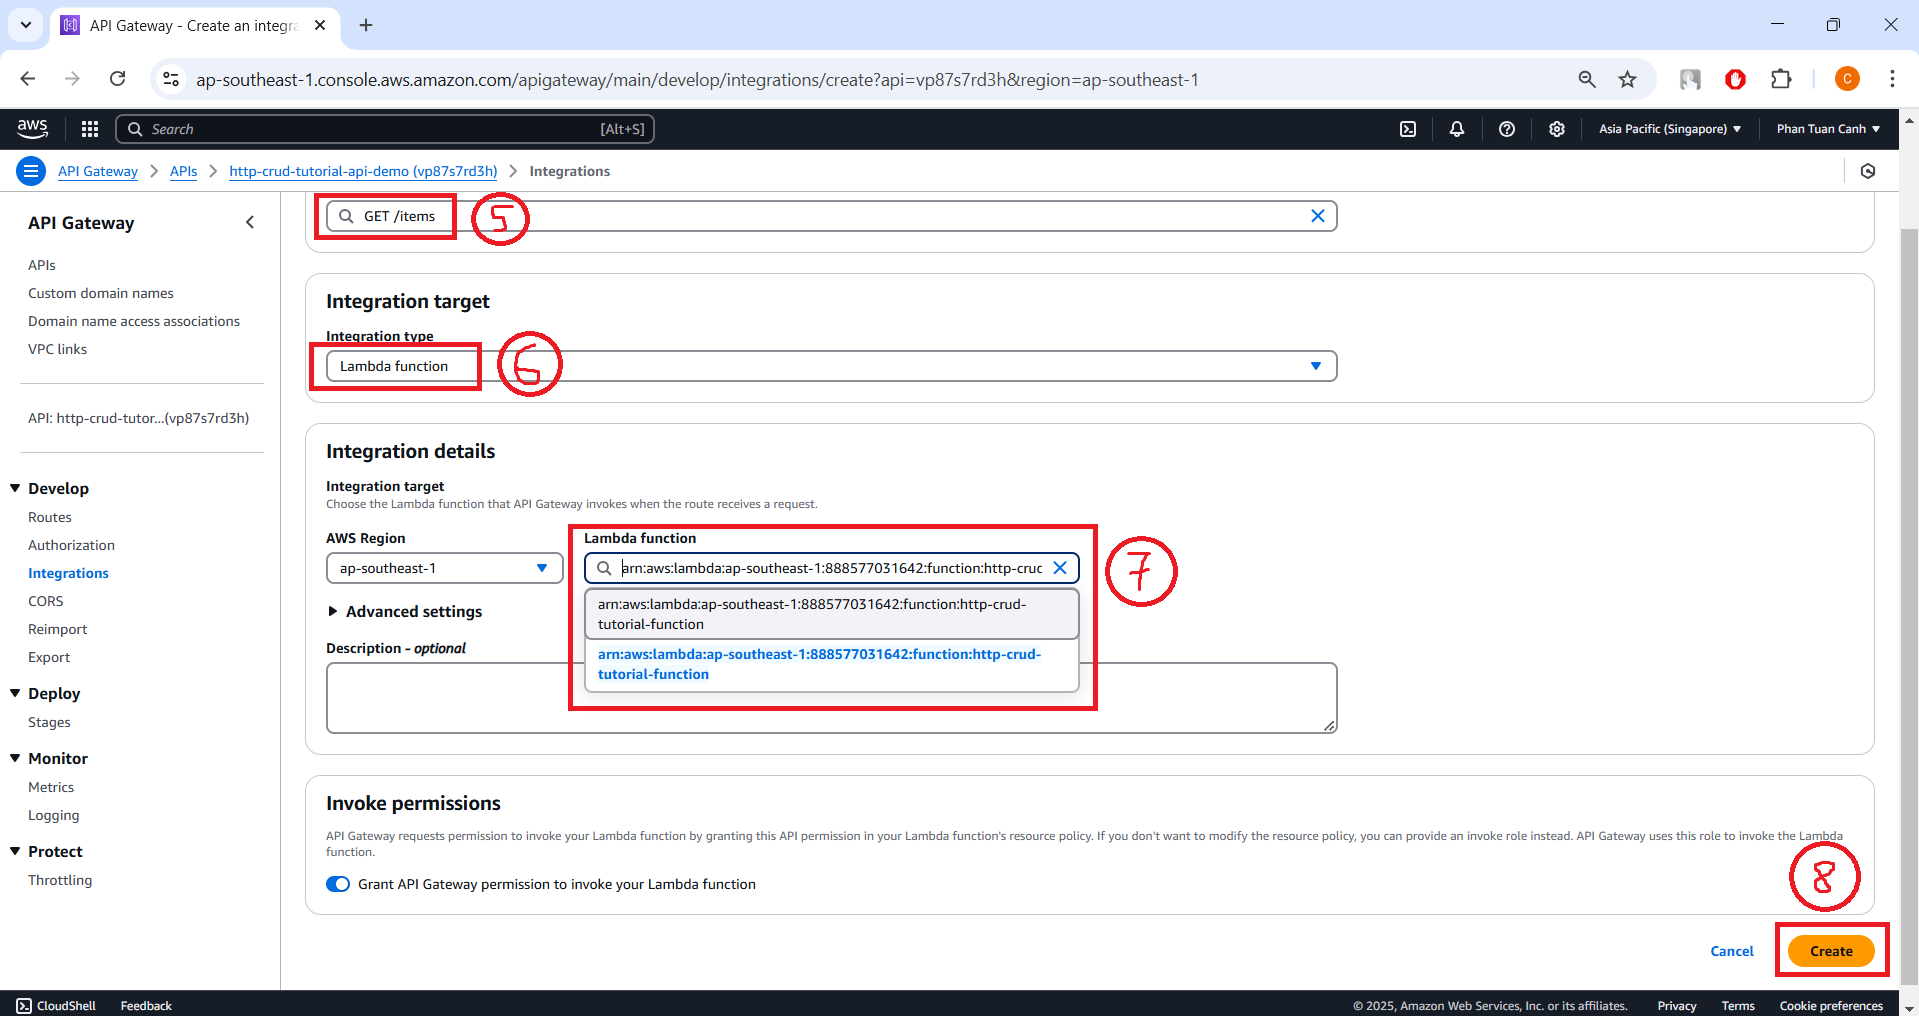 API Gateway - Create an integra
ap-southeast-1.console.aws.amazon.com/apigateway/main/develop/integrations/create?api=vp87s7rd3h&region=ap-southeast-1
C
aws
Search
[Alt+S]
Asia Pacific (Singapore)
Phan Tuan Canh
API Gateway
APIs
http-crud-tutorial-api-demo (vp87s7rd3h)
Integrations
API Gateway
APIs
Custom domain names
Domain name access associations
VPC links
API: http-crud-tutor...(vp87s7rd3h)
Develop
Routes
Authorization
Integrations
CORS
Reimport
Export
Deploy
Stages
Monitor
Metrics
Logging
Protect
Throttling
GET /items
5
Integration target
Integration type
Lambda function
6
Integration details
Integration target
Choose the Lambda function that API Gateway invokes when the route receives a request.
AWS Region
ap-southeast-1
Lambda function
arn:aws:lambda:ap-southeast-1:888577031642:function:http-cruc
arn:aws:lambda:ap-southeast-1:888577031642:function:http-crud-
tutorial-function
arn:aws:lambda:ap-southeast-1:888577031642:function:http-crud-
tutorial-function
7
Advanced settings
Description - optional
Invoke permissions
API Gateway requests permission to invoke your Lambda function by granting this API permission in your Lambda function's resource policy. If you don't want to modify the resource policy, you can provide an invoke role instead. API Gateway uses this role to invoke the Lambda
function.
Grant API Gateway permission to invoke your Lambda function
8
Cancel
Create
CloudShell
Feedback
© 2025, Amazon Web Services, Inc. or its affiliates.
Privacy
Terms
Cookie preferences